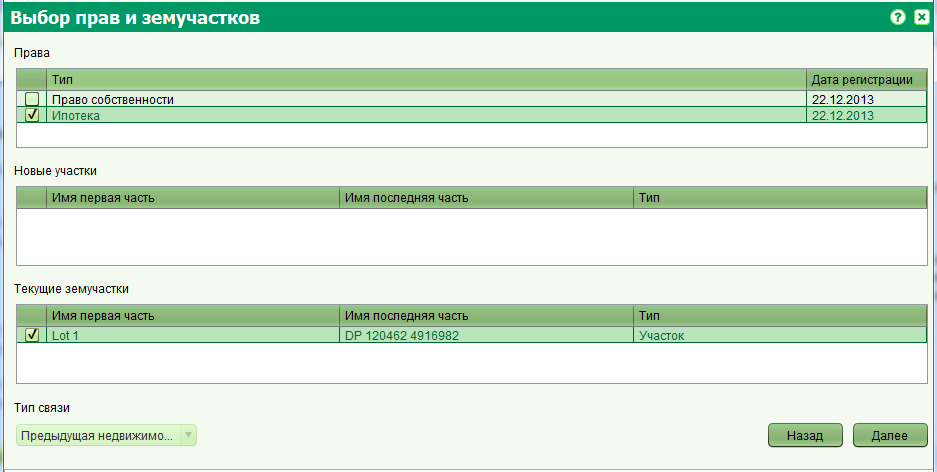 Выбор прав и земучастков
Права
Тип Дата регистрации
Право собственности 22.12.2013
Ипотека 22.12.2013
Новые участки
Имя первая часть Имя последняя часть Тип
Текущие земучастки
Имя первая часть Имя последняя часть Тип
Lot 1 DP 120462 4916982 Участок
Тип связи
Предыдущая недвижимо... Назад Далее